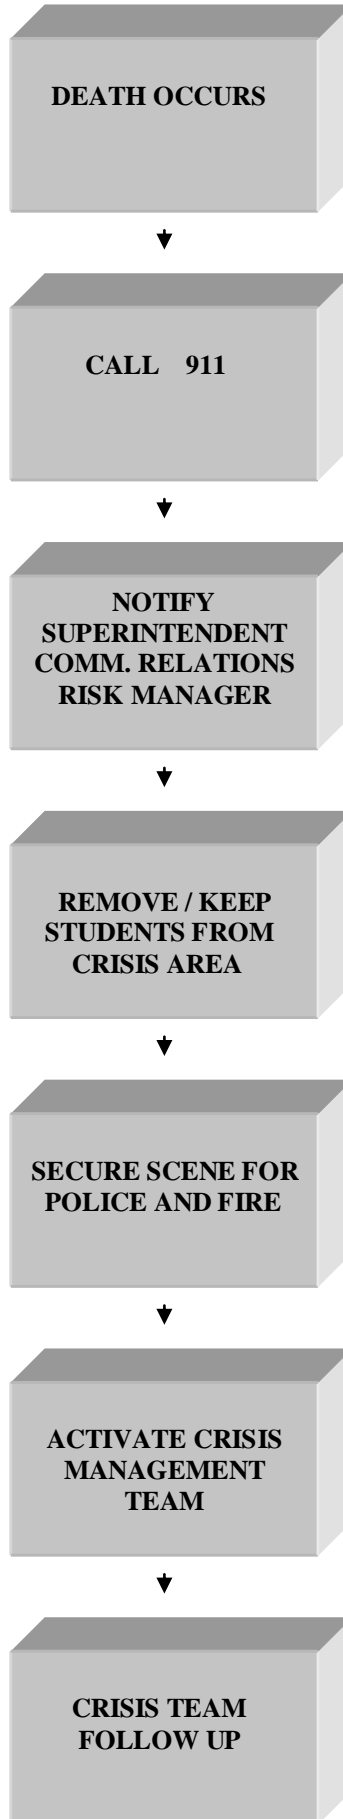 DEATH OCCURS
CALL 911
NOTIFY
SUPERINTENDENT
COMM. RELATIONS
RISK MANAGER
REMOVE / KEEP
STUDENTS FROM
CRISIS AREA
SECURE SCENE FOR
POLICE AND FIRE
ACTIVATE CRISIS
MANAGEMENT
TEAM
CRISIS TEAM
FOLLOW UP